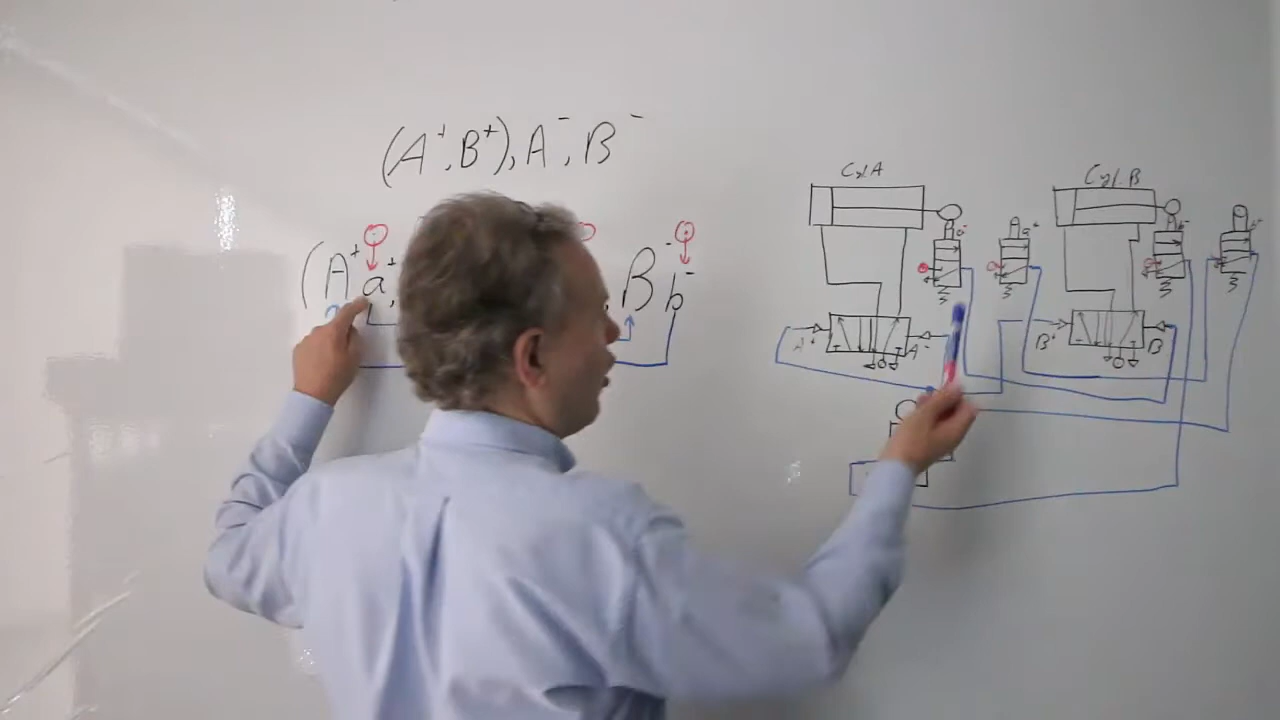 (A⁺, B⁺), A⁻, B⁻
(A⁺ a⁺,
B⁻ b⁻
Cyl. A
Cyl. B
a⁻
a⁺
b⁻
A⁺
A⁻
B⁺
B